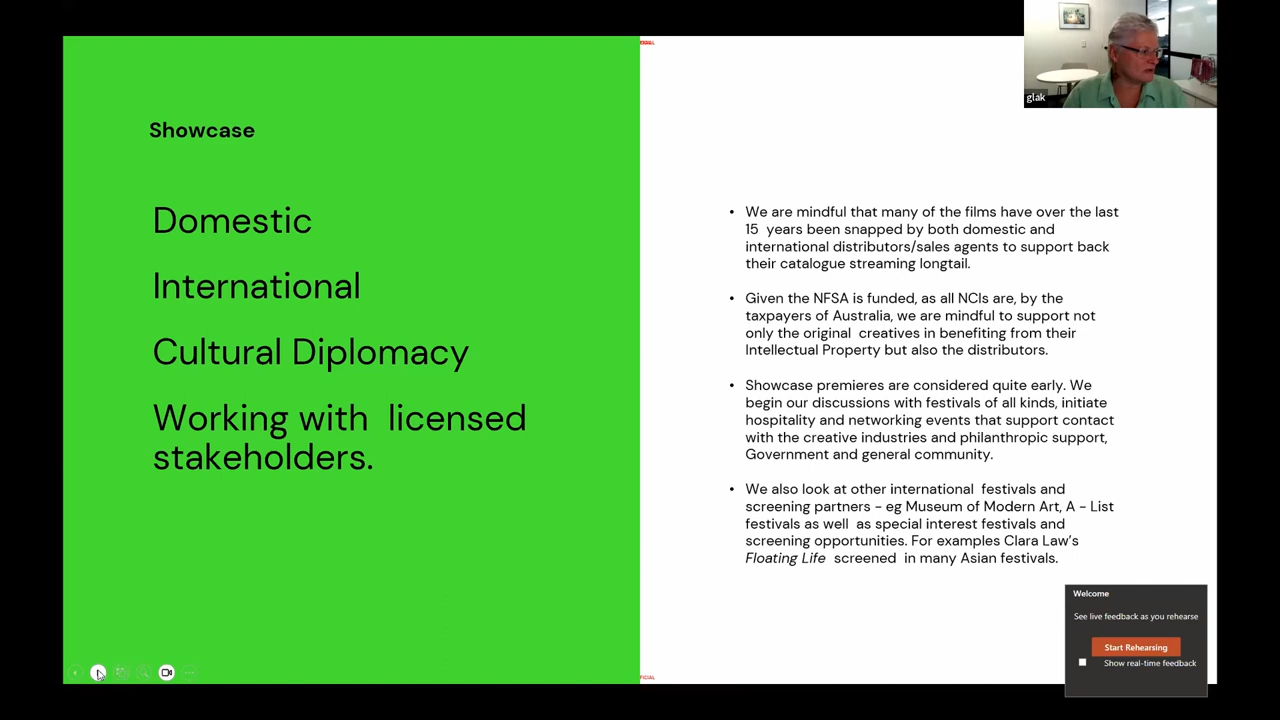 glak
Showcase
Domestic
International
Cultural Diplomacy
Working with licensed
stakeholders.
• We are mindful that many of the films have over the last
15 years been snapped by both domestic and
international distributors/sales agents to support back
their catalogue streaming longtail.
• Given the NFSA is funded, as all NCIs are, by the
taxpayers of Australia, we are mindful to support not
only the original creatives in benefiting from their
Intellectual Property but also the distributors.
• Showcase premieres are considered quite early. We
begin our discussions with festivals of all kinds, initiate
hospitality and networking events that support contact
with the creative industries and philanthropic support,
Government and general community.
• We also look at other international festivals and
screening partners - eg Museum of Modern Art, A - List
festivals as well as special interest festivals and
screening opportunities. For examples Clara Law's
Floating Life screened in many Asian festivals.
Welcome
See live feedback as you rehearse
Start Rehearsing
Show real-time feedback